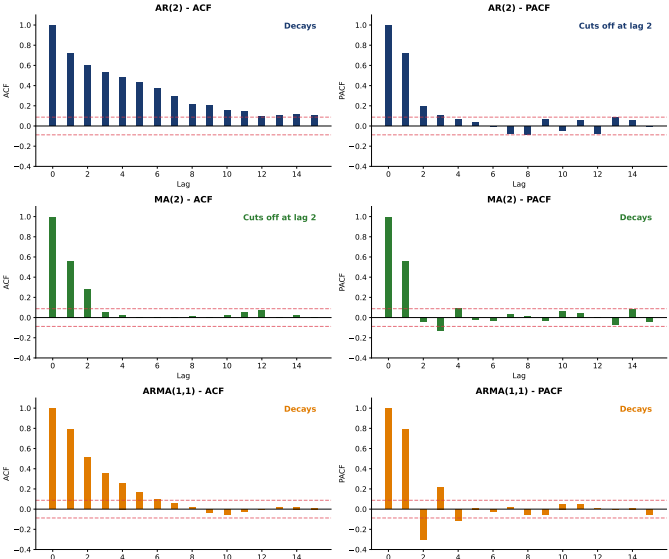 AR(2) - ACF
Decays
1.0
0.8
0.6
0.4
0.2
0.0
−0.2
−0.4
ACF
0 2 4 6 8 10 12 14
Lag
AR(2) - PACF
Cuts off at lag 2
1.0
0.8
0.6
0.4
0.2
0.0
−0.2
−0.4
PACF
0 2 4 6 8 10 12 14
Lag
MA(2) - ACF
Cuts off at lag 2
1.0
0.8
0.6
0.4
0.2
0.0
−0.2
−0.4
ACF
0 2 4 6 8 10 12 14
Lag
MA(2) - PACF
Decays
1.0
0.8
0.6
0.4
0.2
0.0
−0.2
−0.4
PACF
0 2 4 6 8 10 12 14
Lag
ARMA(1,1) - ACF
Decays
1.0
0.8
0.6
0.4
0.2
0.0
−0.2
−0.4
ACF
0 2 4 6 8 10 12 14
ARMA(1,1) - PACF
Decays
1.0
0.8
0.6
0.4
0.2
0.0
−0.2
−0.4
PACF
0 2 4 6 8 10 12 14